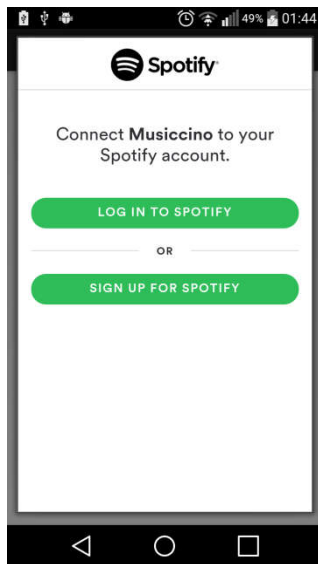 49% 01:44
Spotify
Connect Musiccino to your
Spotify account.
LOG IN TO SPOTIFY
OR
SIGN UP FOR SPOTIFY